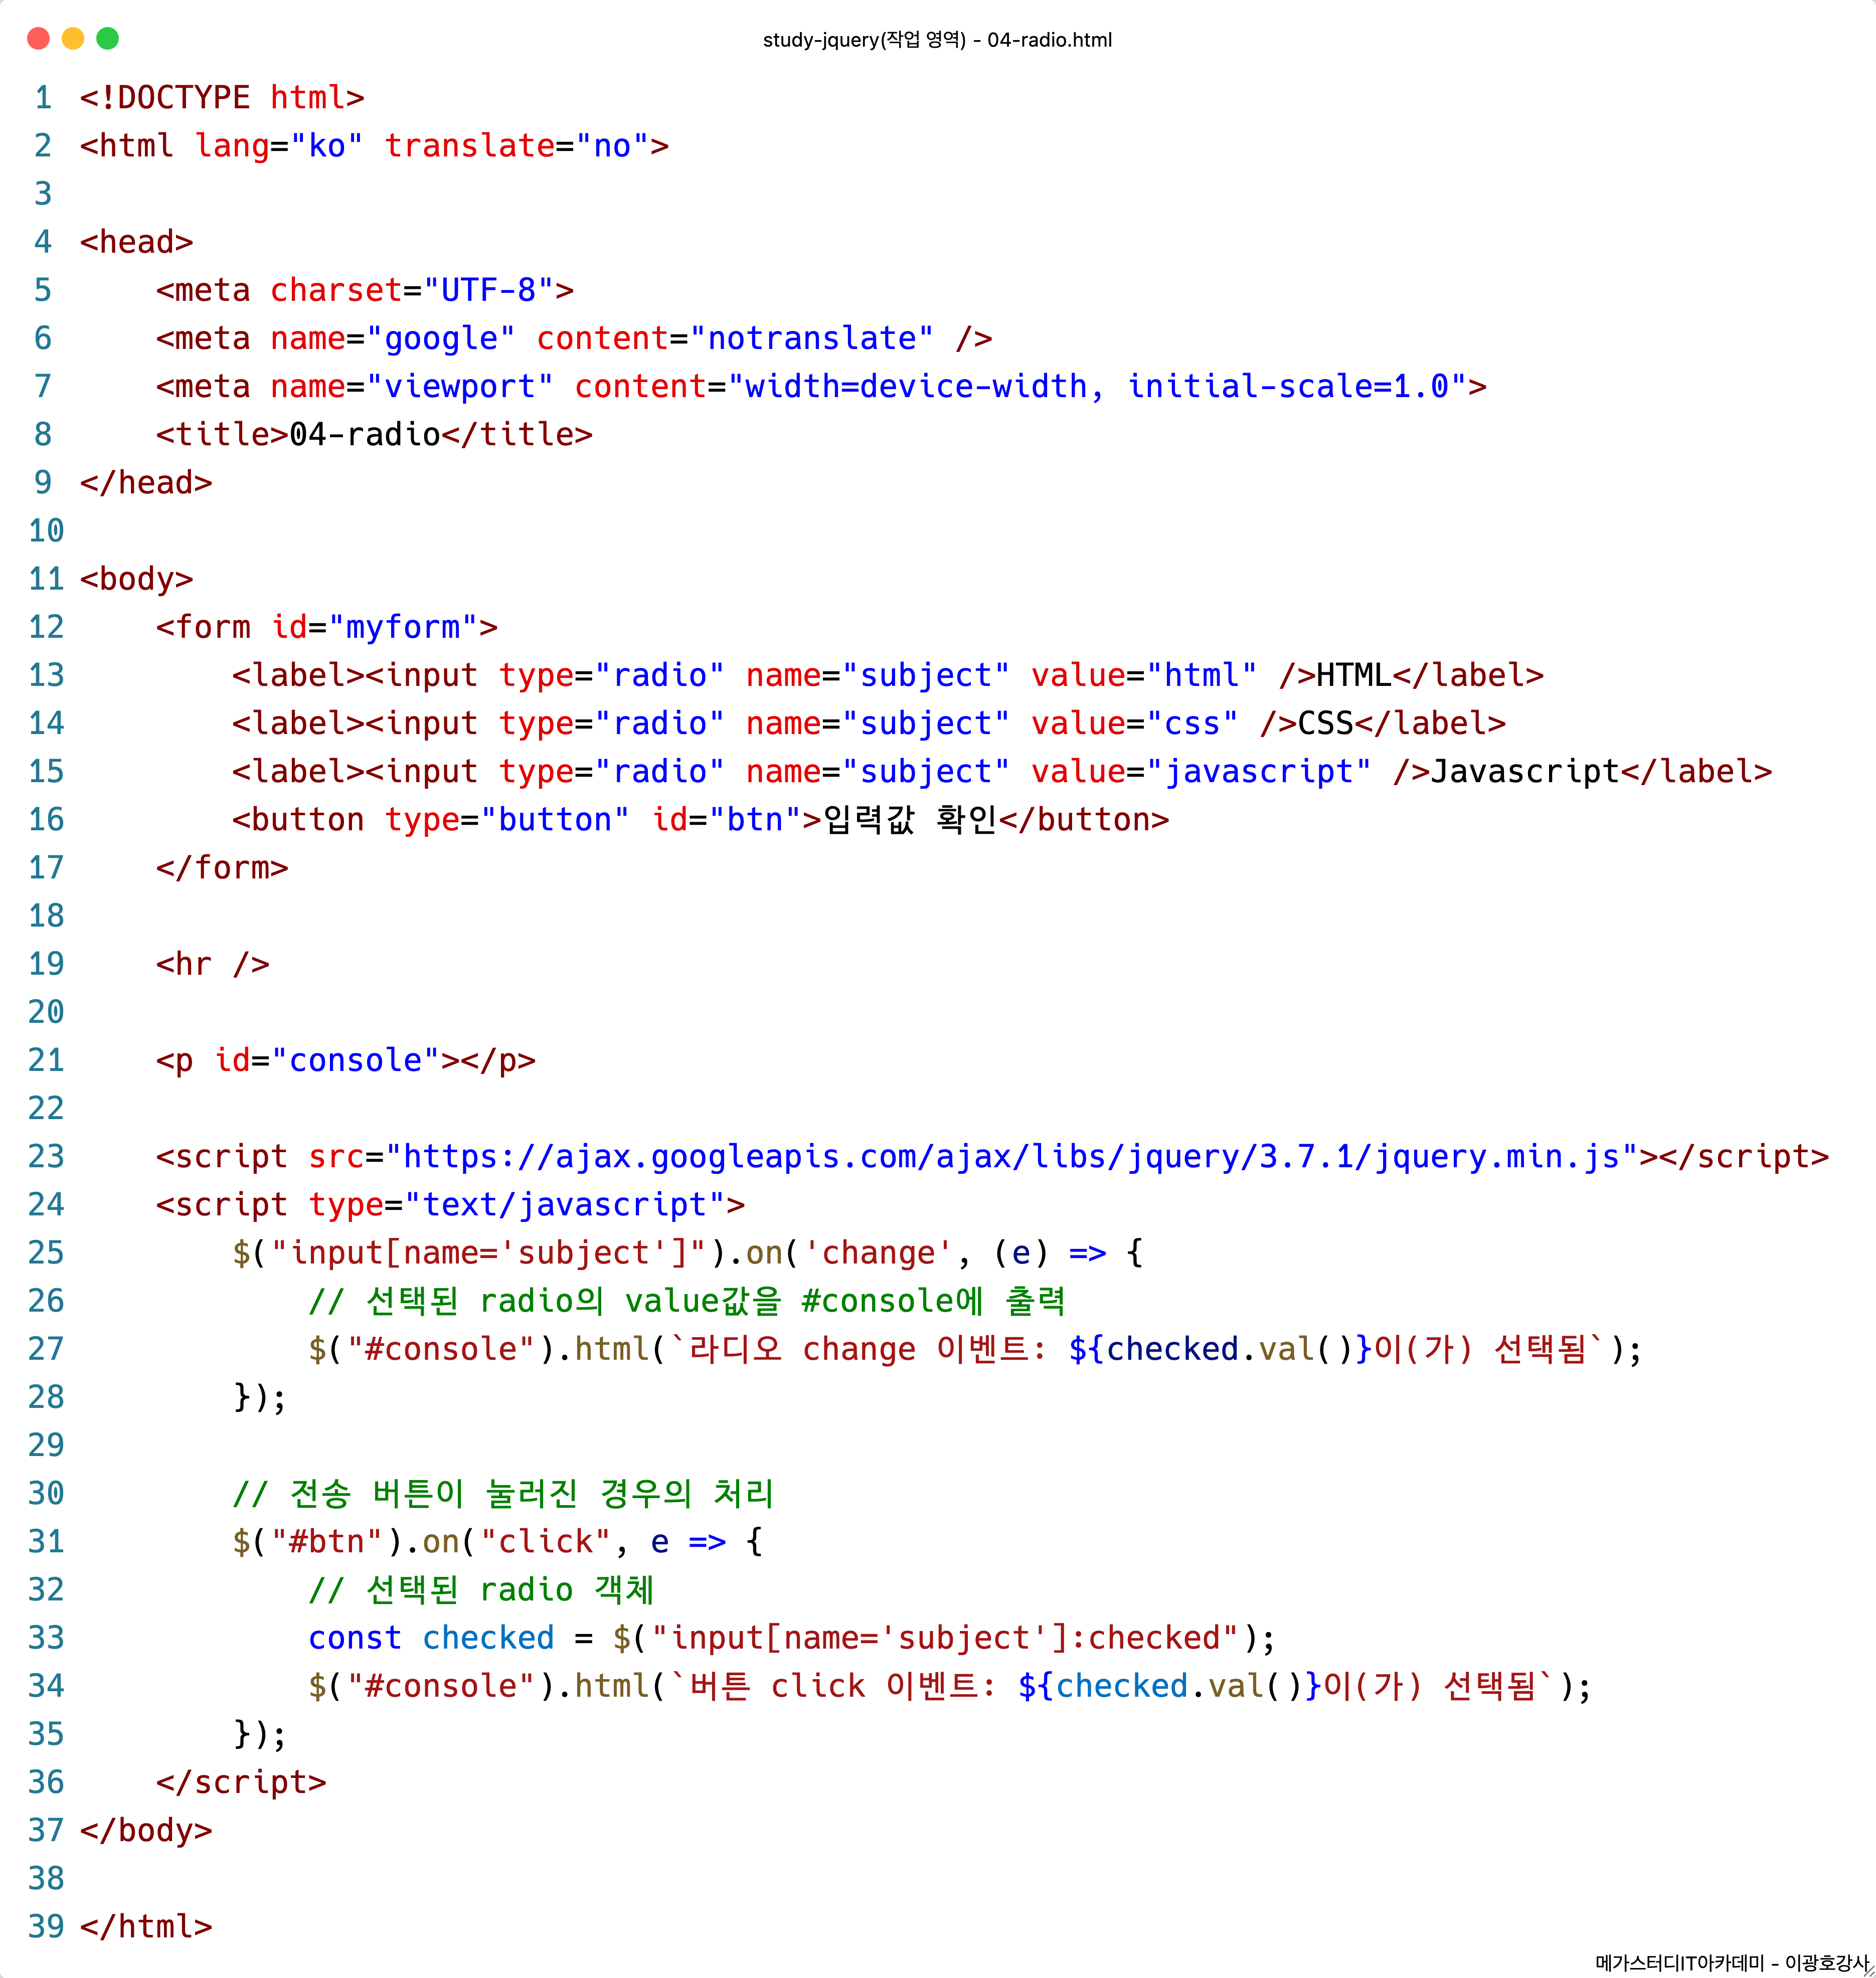 study-jquery(작업 영역) - 04-radio.html
1 <!DOCTYPE html>
2 <html lang="ko" translate="no">
3
4 <head>
5     <meta charset="UTF-8">
6     <meta name="google" content="notranslate" />
7     <meta name="viewport" content="width=device-width, initial-scale=1.0">
8     <title>04-radio</title>
9 </head>
10
11 <body>
12     <form id="myform">
13         <label><input type="radio" name="subject" value="html" />HTML</label>
14         <label><input type="radio" name="subject" value="css" />CSS</label>
15         <label><input type="radio" name="subject" value="javascript" />Javascript</label>
16         <button type="button" id="btn">입력값 확인</button>
17     </form>
18
19     <hr />
20
21     <p id="console"></p>
22
23     <script src="https://ajax.googleapis.com/ajax/libs/jquery/3.7.1/jquery.min.js"></script>
24     <script type="text/javascript">
25         $("input[name='subject']").on('change', (e) => {
26             // 선택된 radio의 value값을 #console에 출력
27             $("#console").html(`라디오 change 이벤트: ${checked.val()}이(가) 선택됨`);
28         });
29
30         // 전송 버튼이 눌러진 경우의 처리
31         $("#btn").on("click", e => {
32             // 선택된 radio 객체
33             const checked = $("input[name='subject']:checked");
34             $("#console").html(`버튼 click 이벤트: ${checked.val()}이(가) 선택됨`);
35         });
36     </script>
37 </body>
38
39 </html>
메가스터디IT아카데미 - 이광호강사